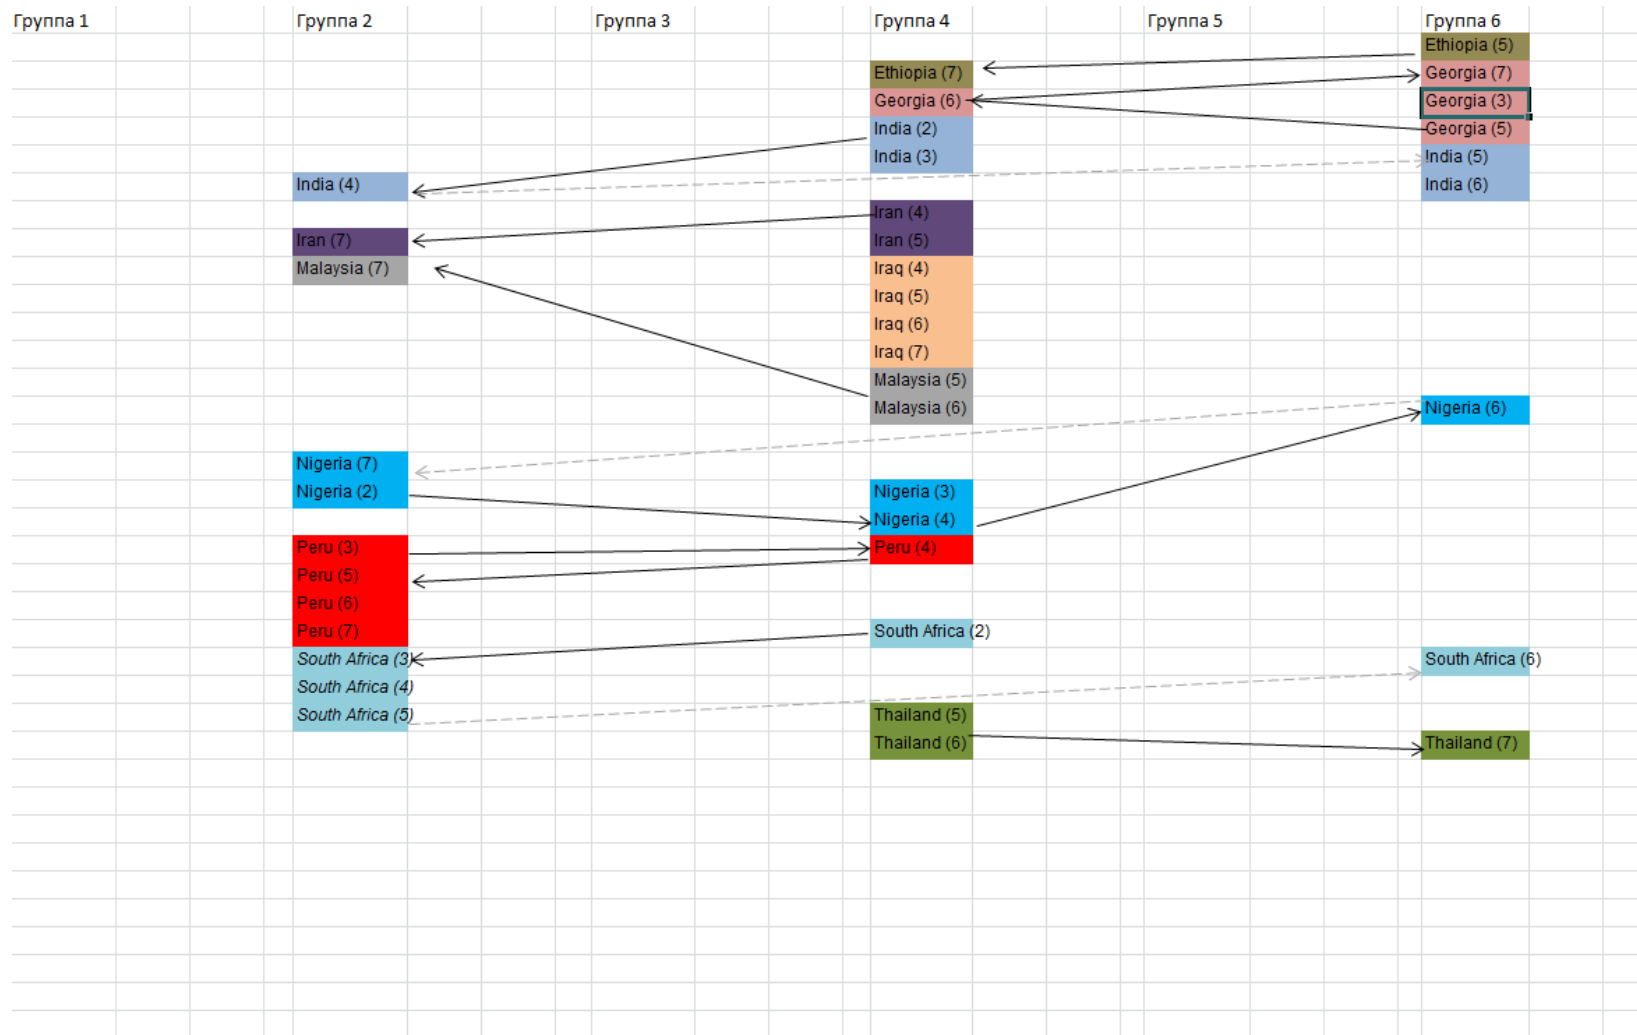 Группа 1 Группа 2 Группа 3 Группа 4 Группа 5 Группа 6
Ethiopia (5)
Ethiopia (7) Georgia (7)
Georgia (6) Georgia (3)
India (2) Georgia (5)
India (3) India (5)
India (4) India (6)
Iran (4)
Iran (7) Iran (5)
Malaysia (7) Iraq (4)
Iraq (5)
Iraq (6)
Iraq (7)
Malaysia (5)
Malaysia (6) Nigeria (6)
Nigeria (7)
Nigeria (2) Nigeria (3)
Nigeria (4)
Peru (3) Peru (4)
Peru (5)
Peru (6)
Peru (7) South Africa (2)
South Africa (3) South Africa (6)
South Africa (4)
South Africa (5) Thailand (5)
Thailand (6) Thailand (7)